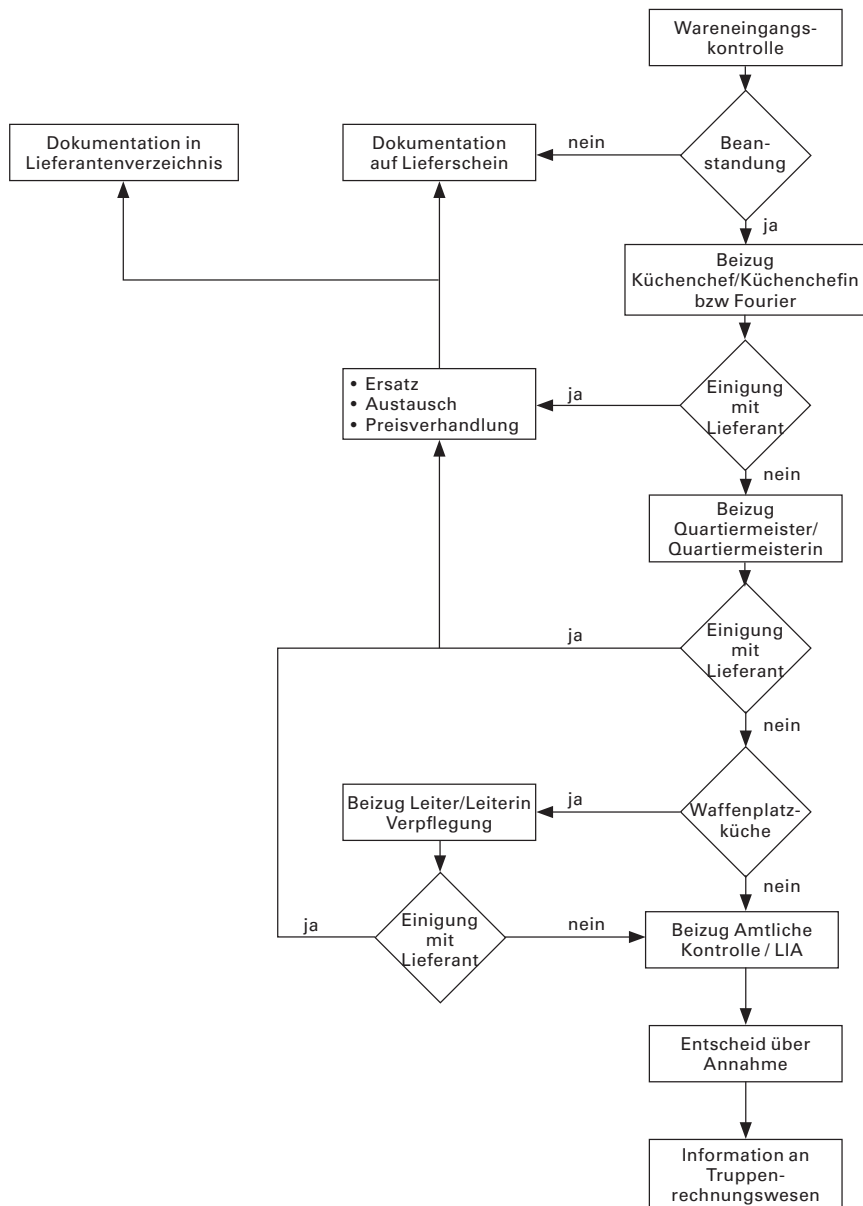 Wareneingangs-
kontrolle
Dokumentation in
Lieferantenverzeichnis
Dokumentation
auf Lieferschein
nein
Bean-
standung
ja
Beizug
Küchenchef/Küchenchefin
bzw Fourier
• Ersatz
• Austausch
• Preisverhandlung
ja
Einigung
mit
Lieferant
nein
Beizug
Quartiermeister/
Quartiermeisterin
ja
Einigung
mit
Lieferant
nein
Beizug Leiter/Leiterin
Verpflegung
ja
Waffenplatz-
küche
nein
ja
Einigung
mit
Lieferant
nein
Beizug Amtliche
Kontrolle / LIA
Entscheid über
Annahme
Information an
Truppen-
rechnungswesen